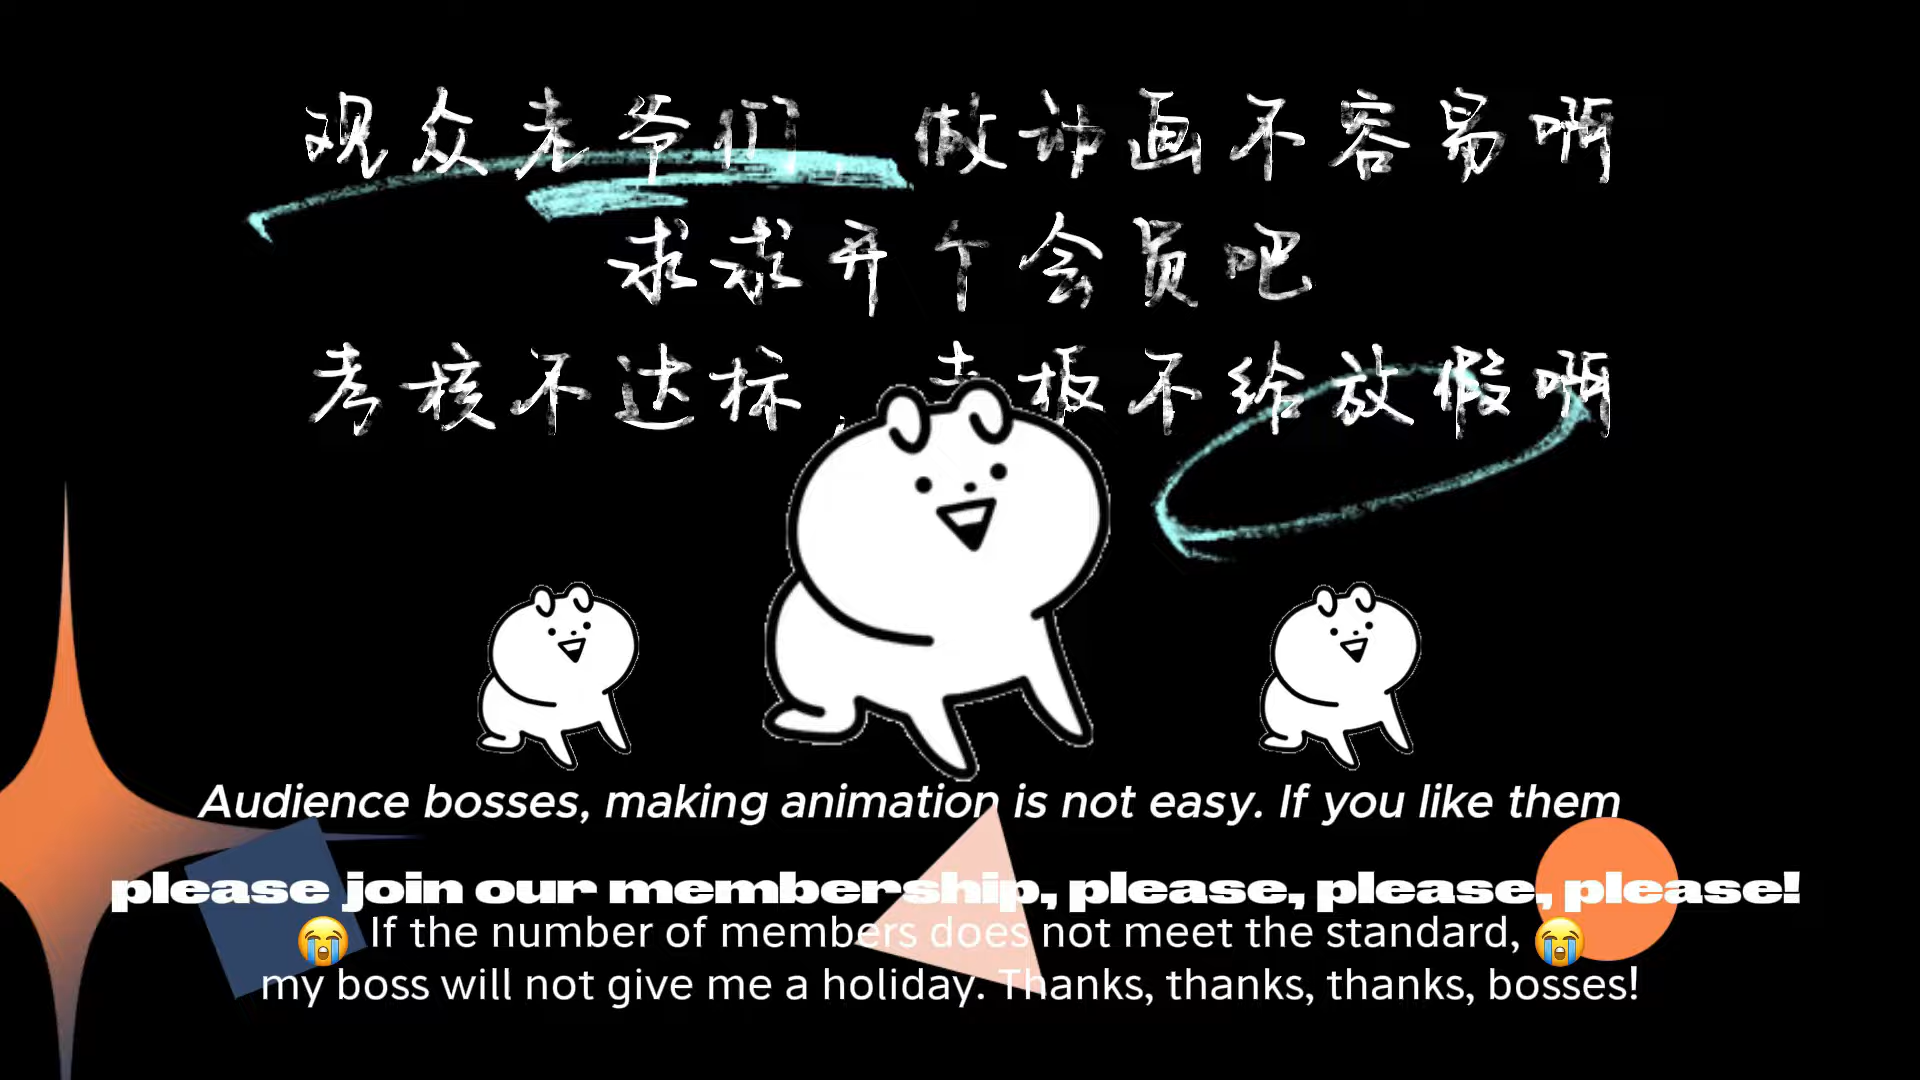 观众老爷们，做动画不容易啊
求求开个会员吧
考核不达标，老板不给放假啊
Audience bosses, making animation is not easy. If you like them
please join our membership, please, please, please!
😭 If the number of members does not meet the standard, 😭
my boss will not give me a holiday. Thanks, thanks, thanks, bosses!